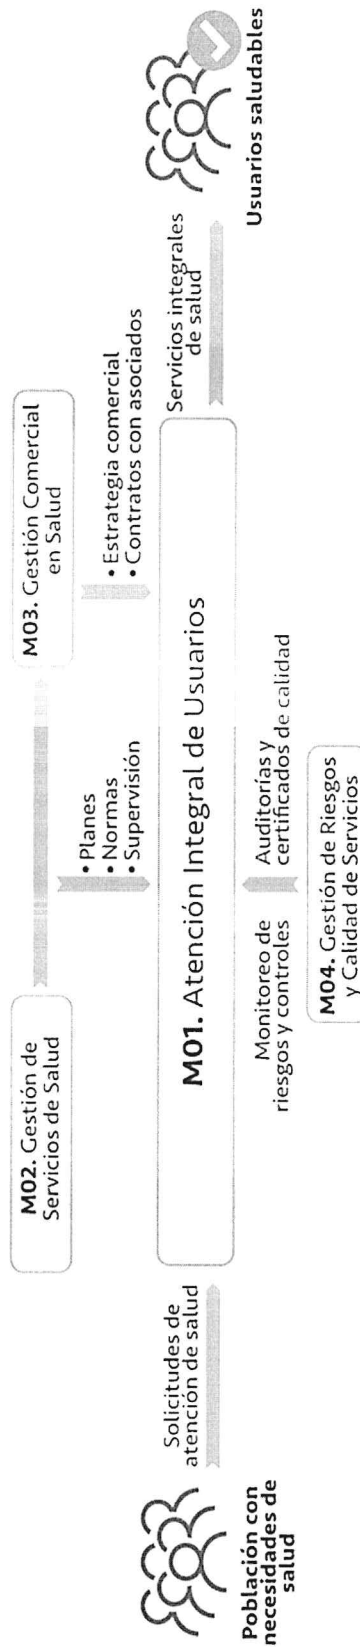 M02. Gestión de
Servicios de Salud
M03. Gestión Comercial
en Salud
• Planes
• Normas
• Supervisión
• Estrategia comercial
• Contratos con asociados
Solicitudes de
atención de salud
Población con
necesidades de
salud
M01. Atención Integral de Usuarios
Servicios integrales
de salud
Usuarios saludables
Monitoreo de
riesgos y controles
Auditorías y
certificados de calidad
M04. Gestión de Riesgos
y Calidad de Servicios